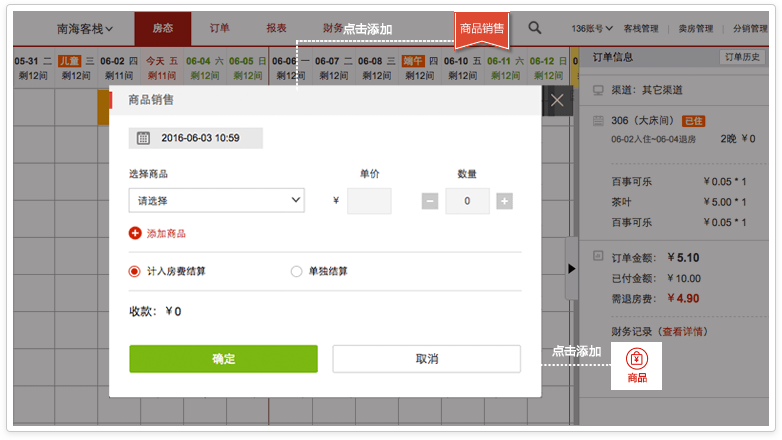 南海客栈 房态 订单 报表 财务 点击添加 商品销售 136账号 客栈管理 卖房管理 分销管理
05-31 二 儿童 三 06-02 四 今天 五 06-04 六 06-05 日 06-06 一 06-07 二 06-08 三 端午 四 06-10 五 06-11 六 06-12 日
剩12间 剩12间 剩11间 剩11间 剩12间 剩12间 剩12间 剩12间 剩12间 剩12间 剩12间 剩12间 剩12间
订单信息 订单历史
渠道：其它渠道
306（大床间） 已住
06-02入住~06-04退房 2晚 ￥0
百事可乐 ￥0.05 * 1
茶叶 ￥5.00 * 1
百事可乐 ￥0.05 * 1
订单金额：￥5.10
已付金额：￥10.00
需退房费：￥4.90
财务记录（查看详情）
商品
点击添加
商品销售
2016-06-03 10:59
选择商品 单价 数量
请选择 ￥ 0
添加商品
计入房费结算 单独结算
收款：￥0
确定 取消